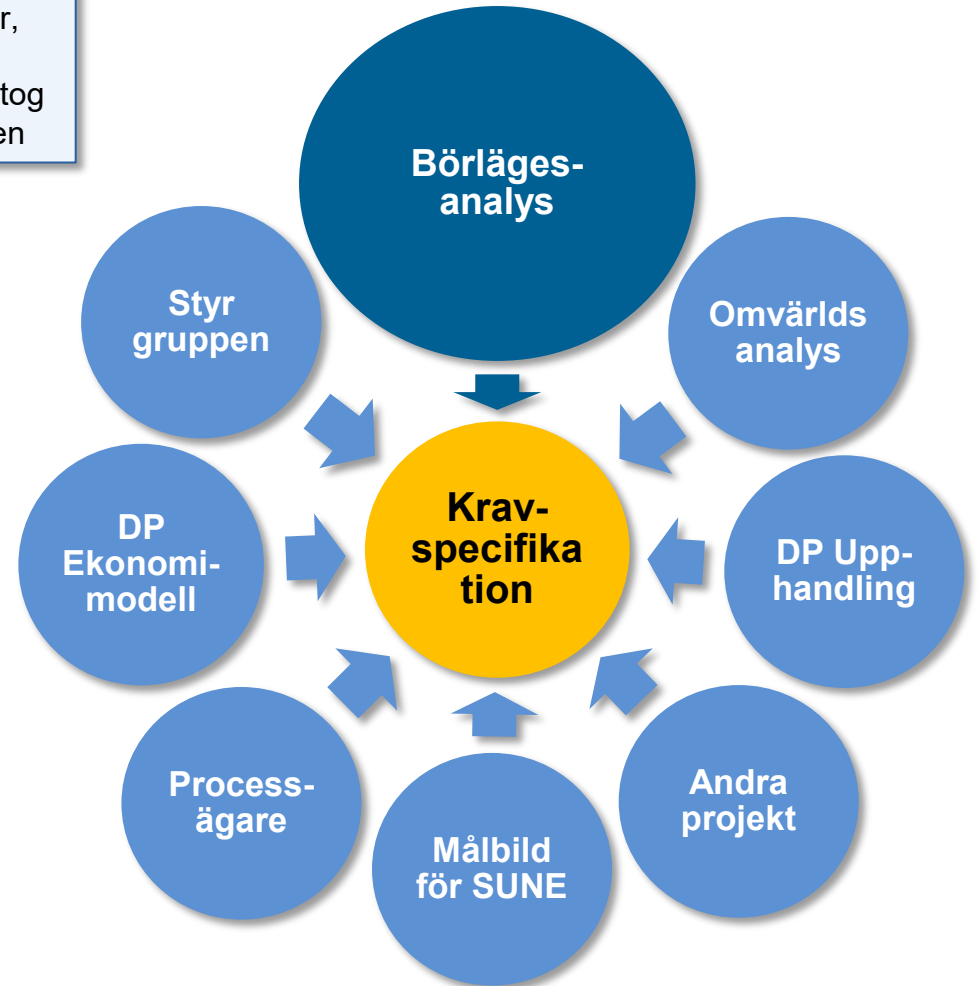 r,
tog
en
Börläges-
analys
Styr
gruppen
Omvärlds
analys
Krav-
specifika
tion
DP
Ekonomi-
modell
DP Upp-
handling
Process-
ägare
Andra
projekt
Målbild
för SUNE